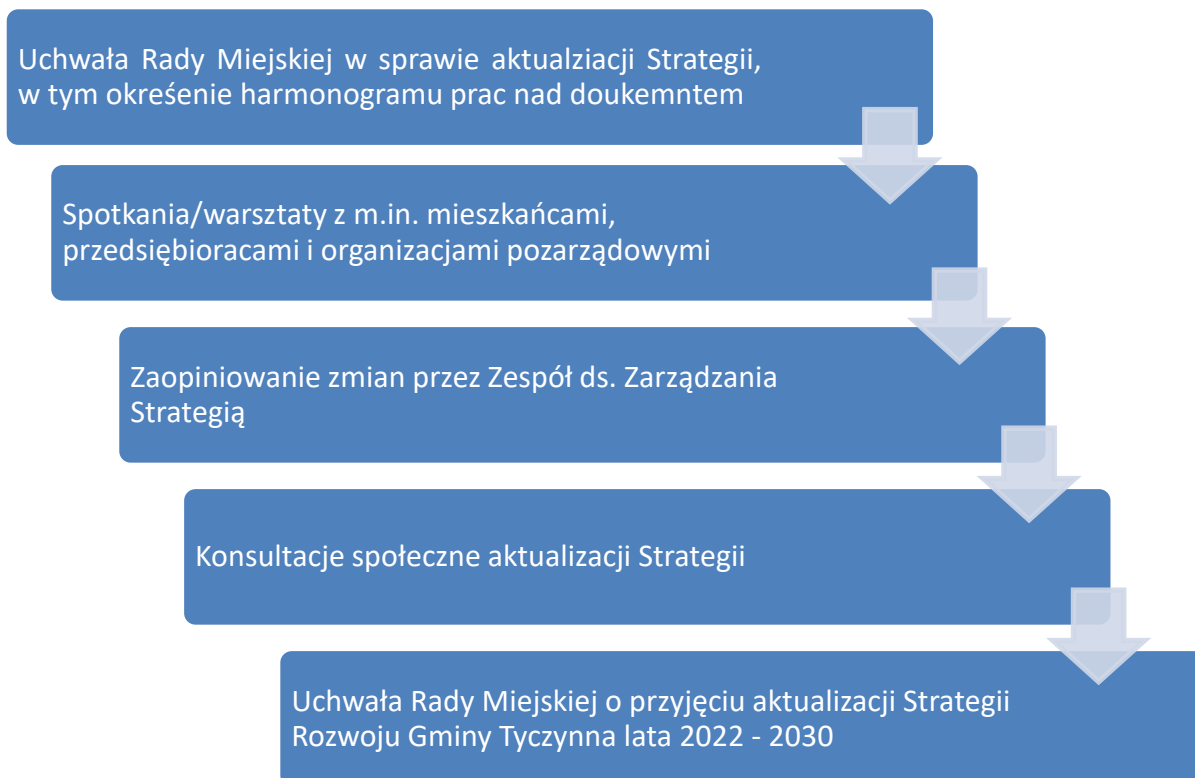 Uchwała Rady Miejskiej w sprawie aktualziacji Strategii,
w tym okreśenie harmonogramu prac nad doukemntem
Spotkania/warsztaty z m.in. mieszkańcami,
przedsiębioracami i organizacjami pozarządowymi
Zaopiniowanie zmian przez Zespół ds. Zarządzania
Strategią
Konsultacje społeczne aktualizacji Strategii
Uchwała Rady Miejskiej o przyjęciu aktualizacji Strategii
Rozwoju Gminy Tyczynna lata 2022 - 2030